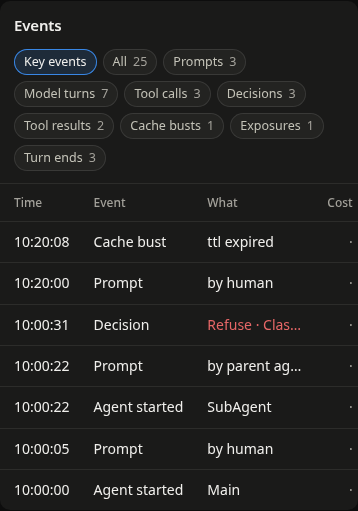 Events
Key events All 25 Prompts 3
Model turns 7 Tool calls 3 Decisions 3
Tool results 2 Cache busts 1 Exposures 1
Turn ends 3
Time Event What Cost
10:20:08 Cache bust ttl expired ·
10:20:00 Prompt by human ·
10:00:31 Decision Refuse · Clas... ·
10:00:22 Prompt by parent ag... ·
10:00:22 Agent started SubAgent ·
10:00:05 Prompt by human ·
10:00:00 Agent started Main ·